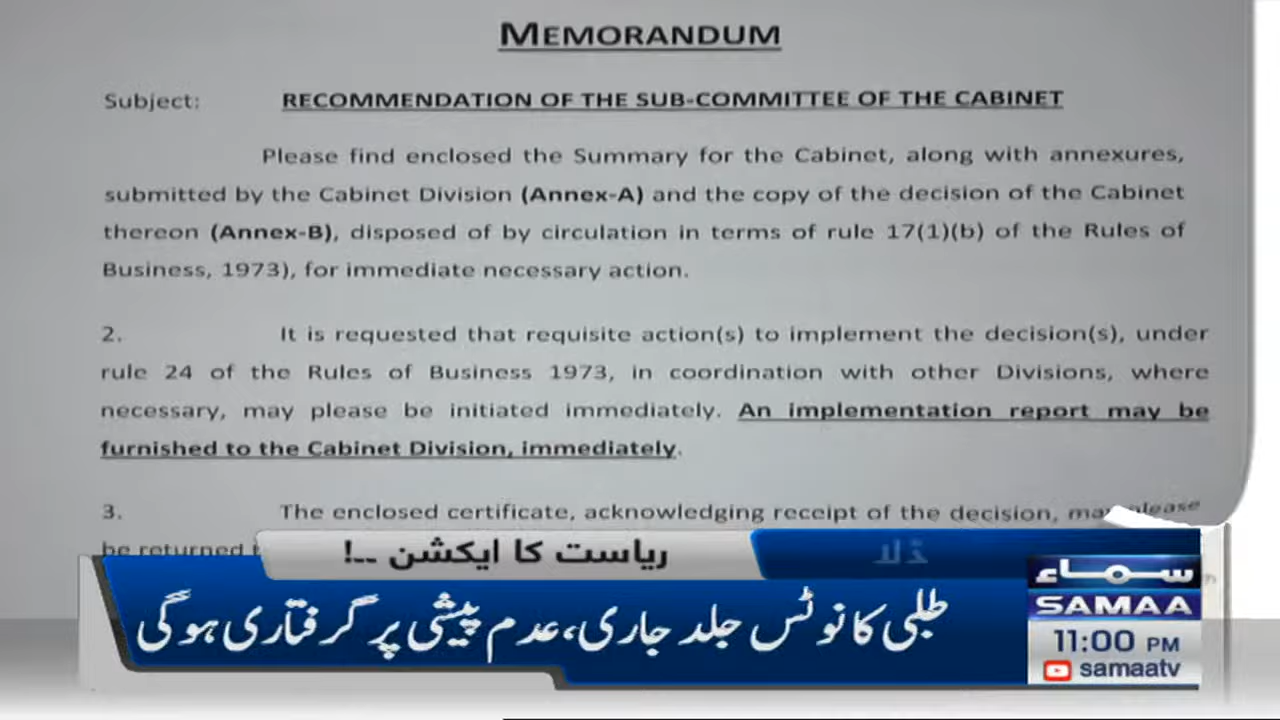 MEMORANDUM
Subject: RECOMMENDATION OF THE SUB-COMMITTEE OF THE CABINET
Please find enclosed the Summary for the Cabinet, along with annexures,
submitted by the Cabinet Division (Annex-A) and the copy of the decision of the Cabinet
thereon (Annex-B), disposed of by circulation in terms of rule 17(1)(b) of the Rules of
Business, 1973), for immediate necessary action.
2. It is requested that requisite action(s) to implement the decision(s), under
rule 24 of the Rules of Business 1973, in coordination with other Divisions, where
necessary, may please be initiated immediately. An implementation report may be
furnished to the Cabinet Division, immediately.
3. The enclosed certificate, acknowledging receipt of the decision, may please
be returned
ریاست کا ایکشن --!
طلبی کا نوٹس جلد جاری، عدم پیشی پر گرفتاری ہوگی
سماء
SAMAA
11:00 PM
samaatv